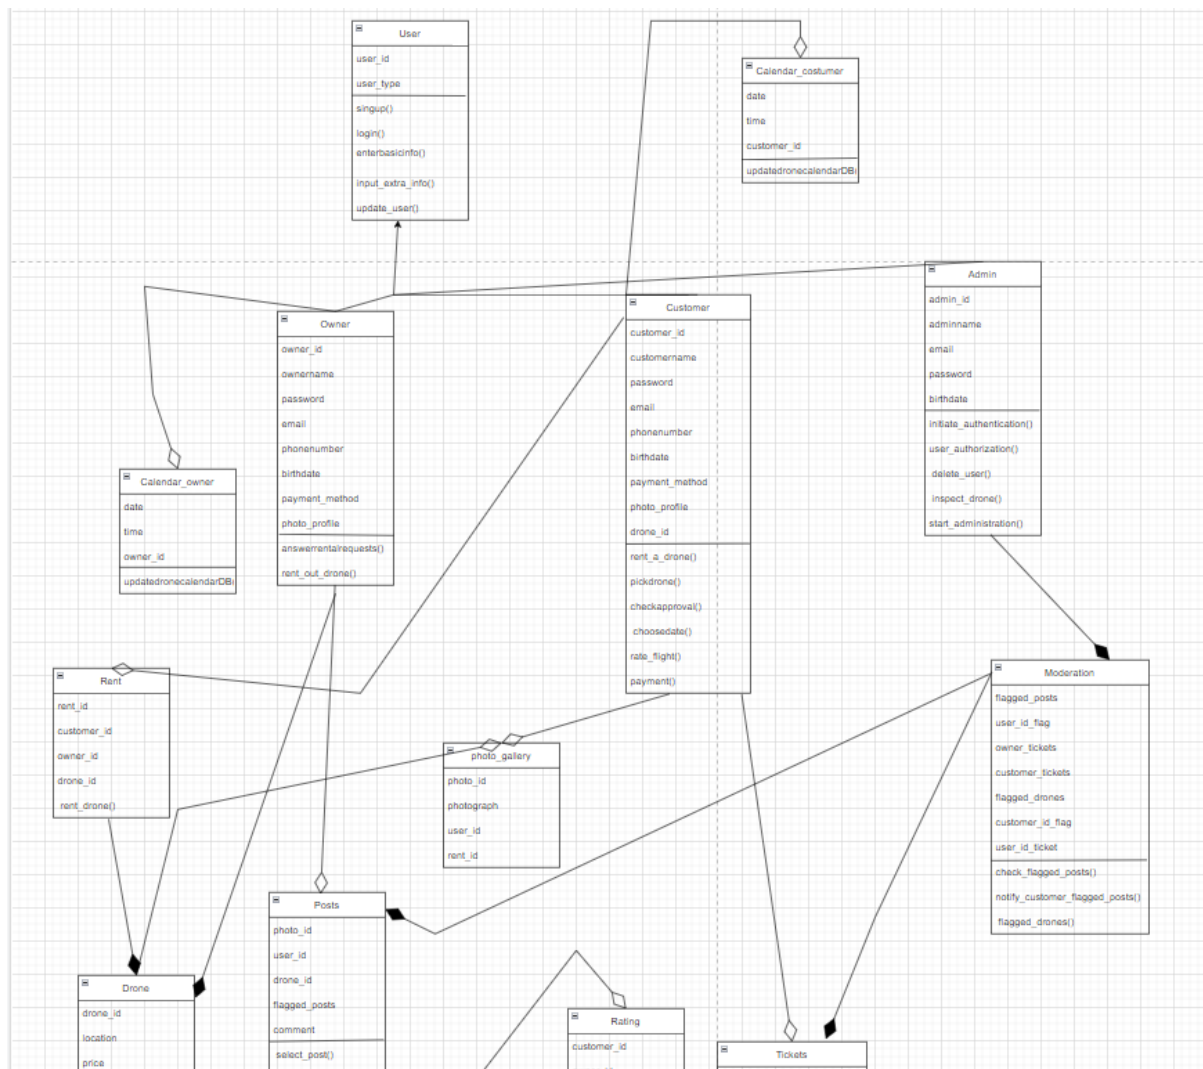 User
user_id
user_type
singup()
login()
enterbasicinfo()
input_extra_info()
update_user()
Calendar_costumer
date
time
customer_id
updatedronecalendarDB(
Admin
admin_id
adminname
email
password
birthdate
initiate_authentication()
user_authorization()
delete_user()
inspect_drone()
start_administration()
Owner
owner_id
ownername
password
email
phonenumber
birthdate
payment_method
photo_profile
answerrentalrequests()
rent_out_drone()
Customer
customer_id
customername
password
email
phonenumber
birthdate
payment_method
photo_profile
drone_id
rent_a_drone()
pickdrone()
checkapproval()
choosedate()
rate_flight()
payment()
Calendar_owner
date
time
owner_id
updatedronecalendarDB(
Rent
rent_id
customer_id
owner_id
drone_id
rent_drone()
photo_gallery
photo_id
photograph
user_id
rent_id
Moderation
flagged_posts
user_id_flag
owner_tickets
customer_tickets
flagged_drones
customer_id_flag
user_id_ticket
check_flagged_posts()
notify_customer_flagged_posts()
flagged_drones()
Posts
photo_id
user_id
drone_id
flagged_posts
comment
select_post()
Drone
drone_id
location
price
Rating
customer_id
Tickets